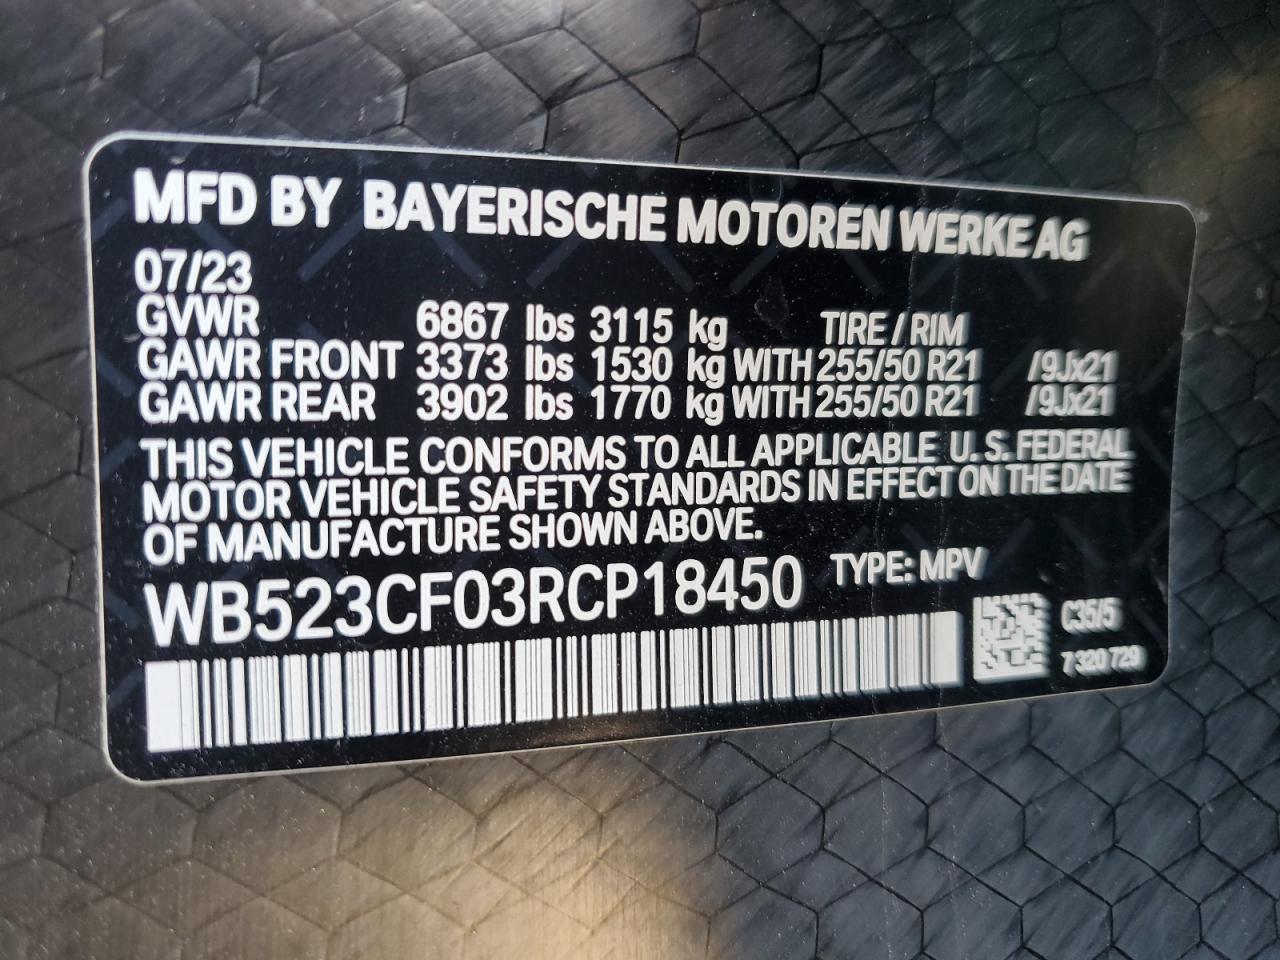 MFD BY BAYERISCHE MOTOREN WERKE AG
07/23
GVWR 6867 lbs 3115 kg TIRE / RIM
GAWR FRONT 3373 lbs 1530 kg WITH 255/50 R21 /9Jx21
GAWR REAR 3902 lbs 1770 kg WITH 255/50 R21 /9Jx21
THIS VEHICLE CONFORMS TO ALL APPLICABLE U. S. FEDERAL
MOTOR VEHICLE SAFETY STANDARDS IN EFFECT ON THE DATE
OF MANUFACTURE SHOWN ABOVE.
WB523CF03RCP18450 TYPE: MPV
C35/5
7 320 729